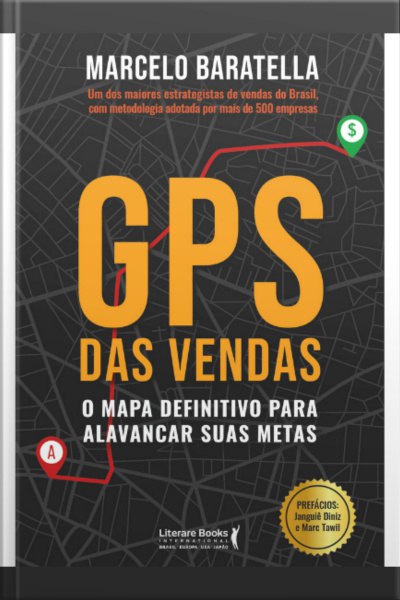 MARCELO BARATELLA
Um dos maiores estrategistas de vendas do Brasil,
com metodologia adotada por mais de 500 empresas
$
GPS
DAS VENDAS
O MAPA DEFINITIVO PARA
ALAVANCAR SUAS METAS
A
PREFÁCIOS:
Janguiê Diniz
e Marc Tawil
Literare Books
INTERNATIONAL
BRASIL · EUROPA · USA · JAPÃO